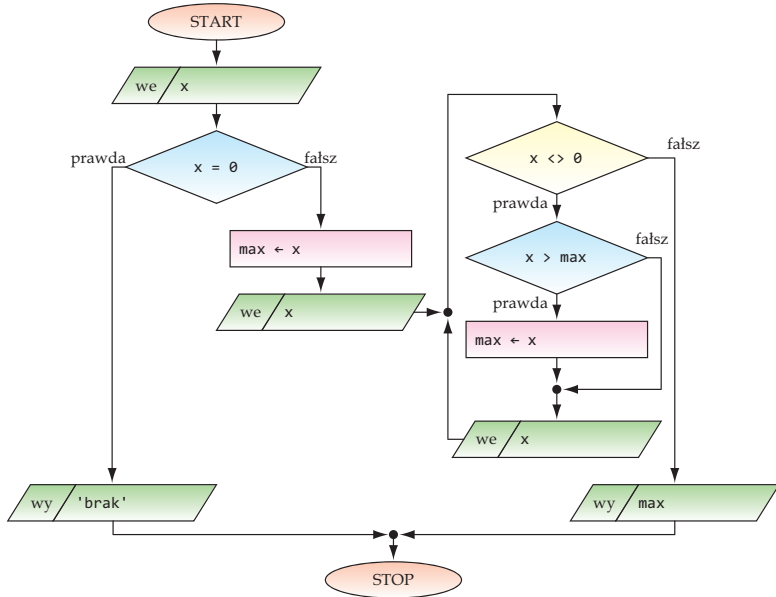 START
we x
x = 0
prawda
fałsz
max ← x
we x
x <> 0
fałsz
prawda
x > max
fałsz
prawda
max ← x
we x
wy 'brak'
wy max
STOP